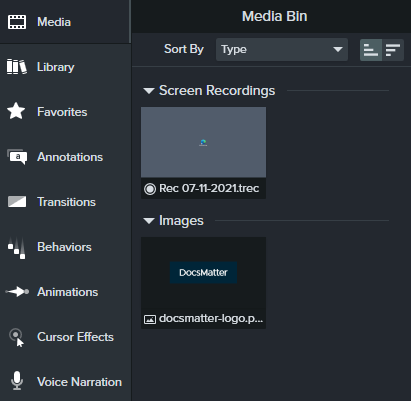 Media
Library
Favorites
a
Annotations
Transitions
Behaviors
Animations
Cursor Effects
Voice Narration
Media Bin
Sort By
Type
Screen Recordings
Rec 07-11-2021.trec
Images
DocsMatter
docsmatter-logo.p...